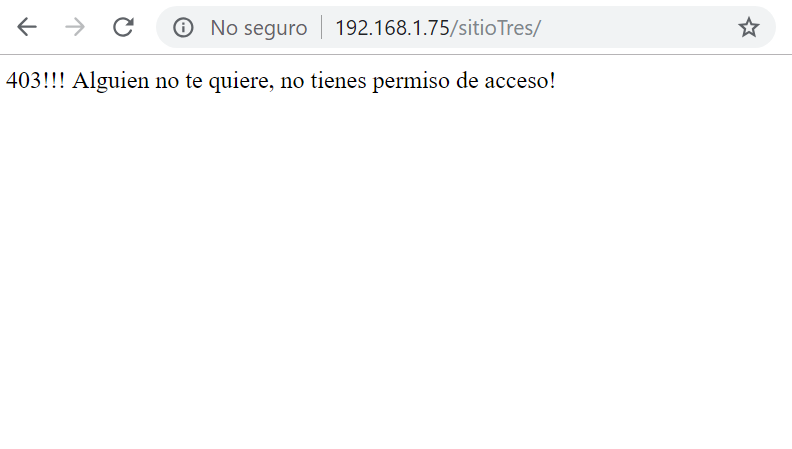 No seguro 192.168.1.75/sitioTres/
403!!! Alguien no te quiere, no tienes permiso de acceso!